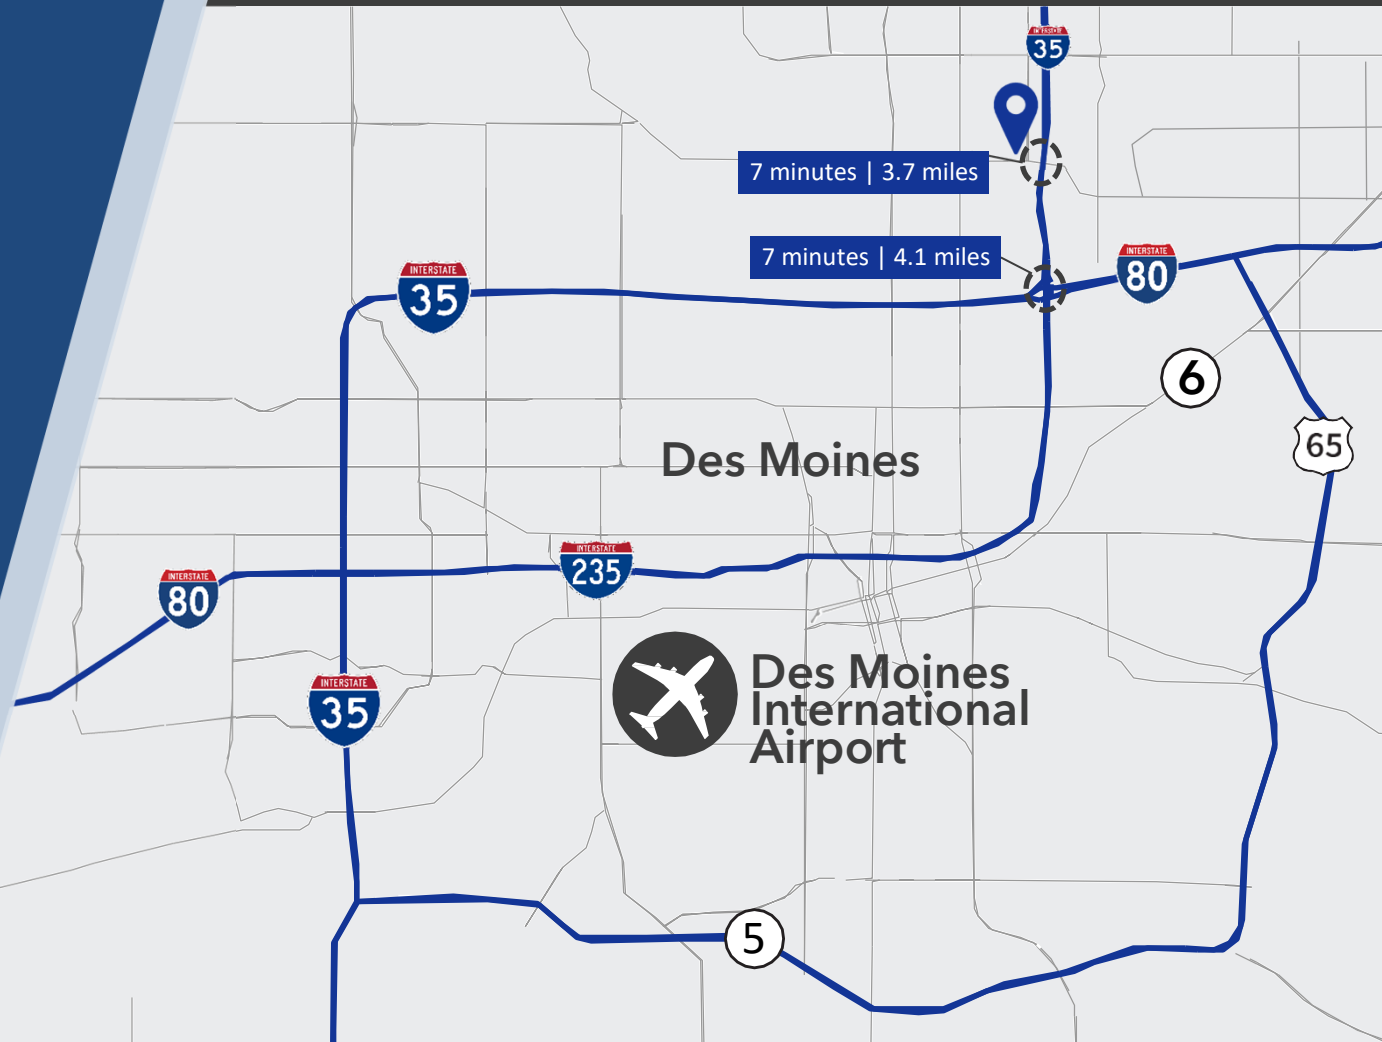 INTERSTATE
35
7 minutes | 3.7 miles
7 minutes | 4.1 miles
INTERSTATE
80
INTERSTATE
35
6
65
Des Moines
INTERSTATE
235
INTERSTATE
80
Des Moines
International
Airport
INTERSTATE
35
5